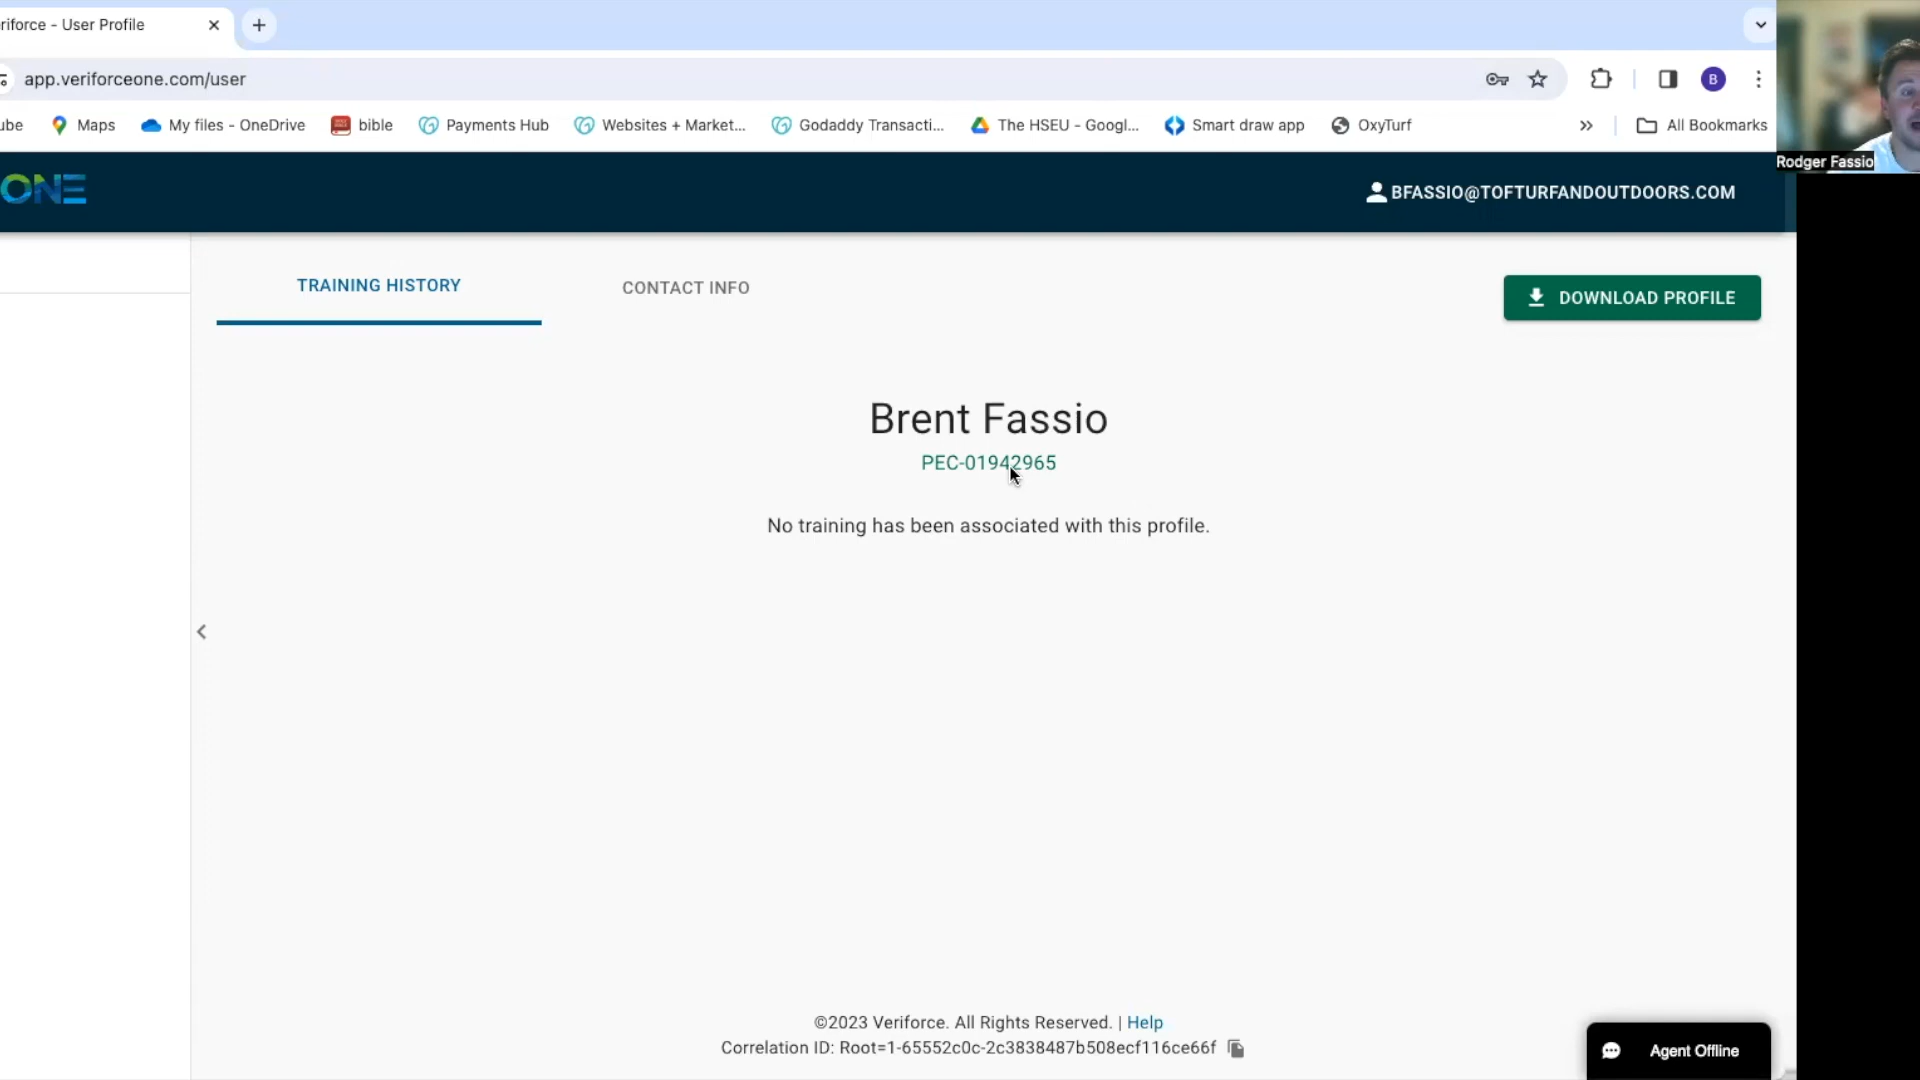 riforce - User Profile
app.veriforceone.com/user
B
ube
Maps
My files - OneDrive
bible
Payments Hub
Websites + Market...
Godaddy Transacti...
The HSEU - Googl...
Smart draw app
OxyTurf
All Bookmarks
Rodger Fassio
ONE
BFASSIO@TOFTURFANDOUTDOORS.COM
TRAINING HISTORY
CONTACT INFO
DOWNLOAD PROFILE
Brent Fassio
PEC-01942965
No training has been associated with this profile.
©2023 Veriforce. All Rights Reserved. | Help
Correlation ID: Root=1-65552c0c-2c3838487b508ecf116ce66f
Agent Offline